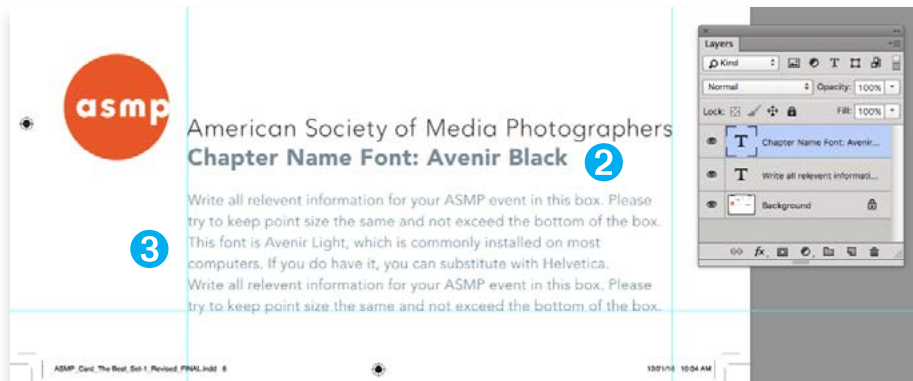 asmp
American Society of Media Photographers
Chapter Name Font: Avenir Black
2
Write all relevent information for your ASMP event in this box. Please
try to keep point size the same and not exceed the bottom of the box.
3
This font is Avenir Light, which is commonly installed on most
computers. If you do have it, you can substitute with Helvetica.
Write all relevent information for your ASMP event in this box. Please
try to keep point size the same and not exceed the bottom of the box.
ASMP_Card_The Best_Set-1_Revised_FINAL.indd 6
10:04 AM
Layers
Kind
T
Normal
Opacity: 100%
Lock:
Fill: 100%
T Chapter Name Font: Avenir...
T Write all relevent informati...
Background
fx